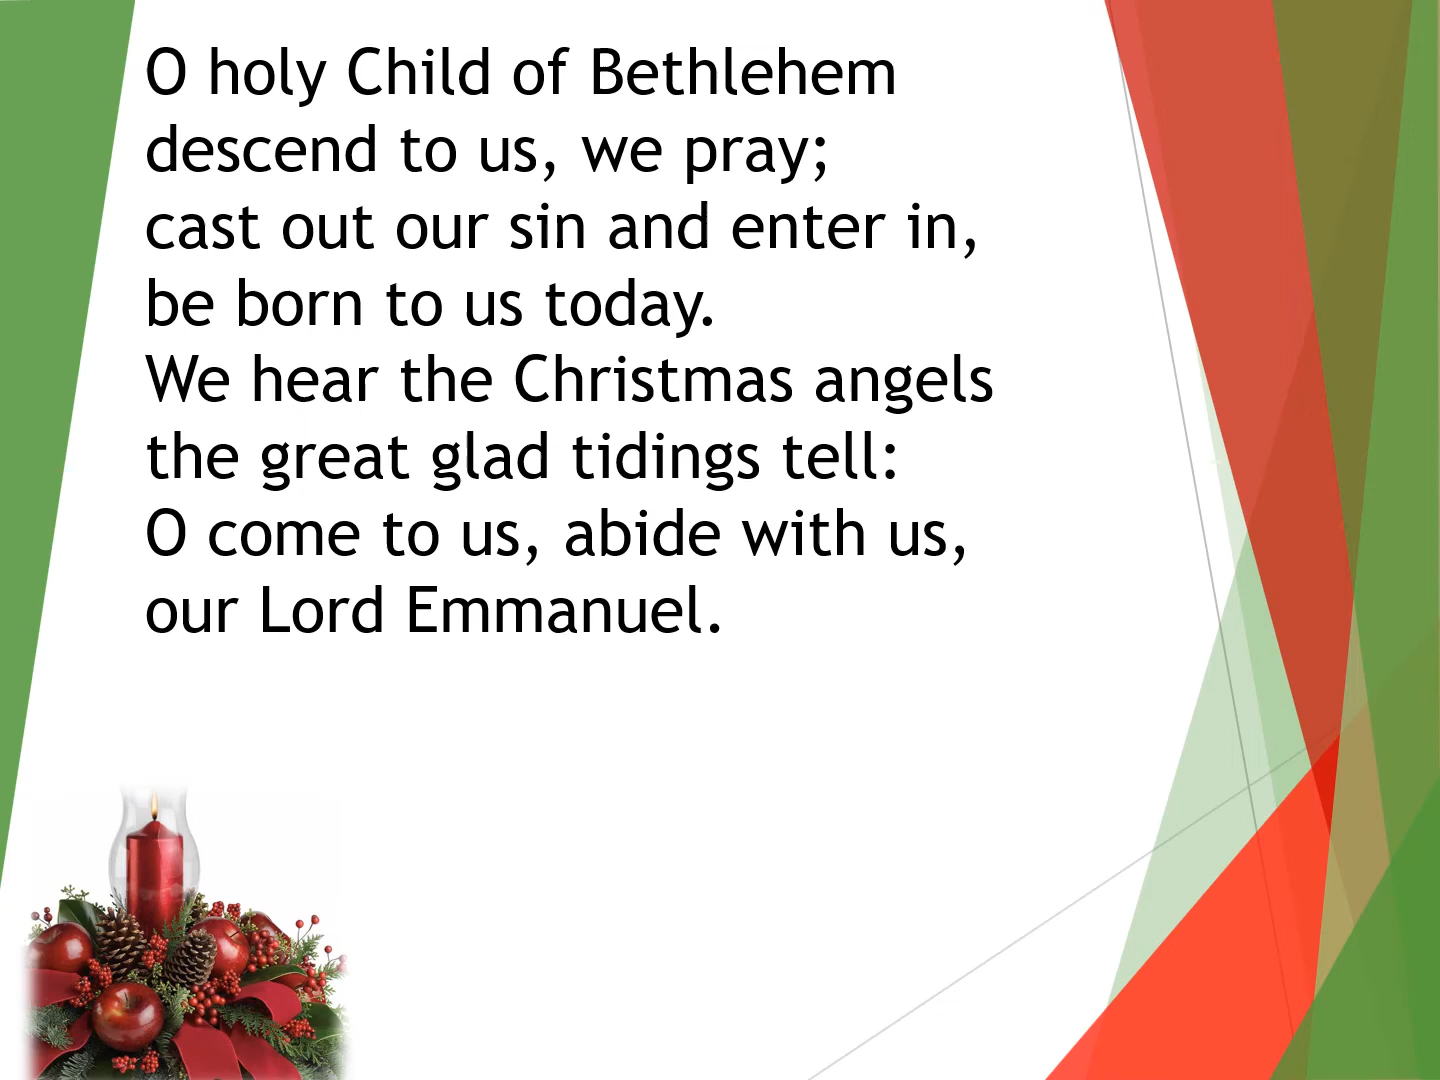 O holy Child of Bethlehem
descend to us, we pray;
cast out our sin and enter in,
be born to us today.
We hear the Christmas angels
the great glad tidings tell:
O come to us, abide with us,
our Lord Emmanuel.